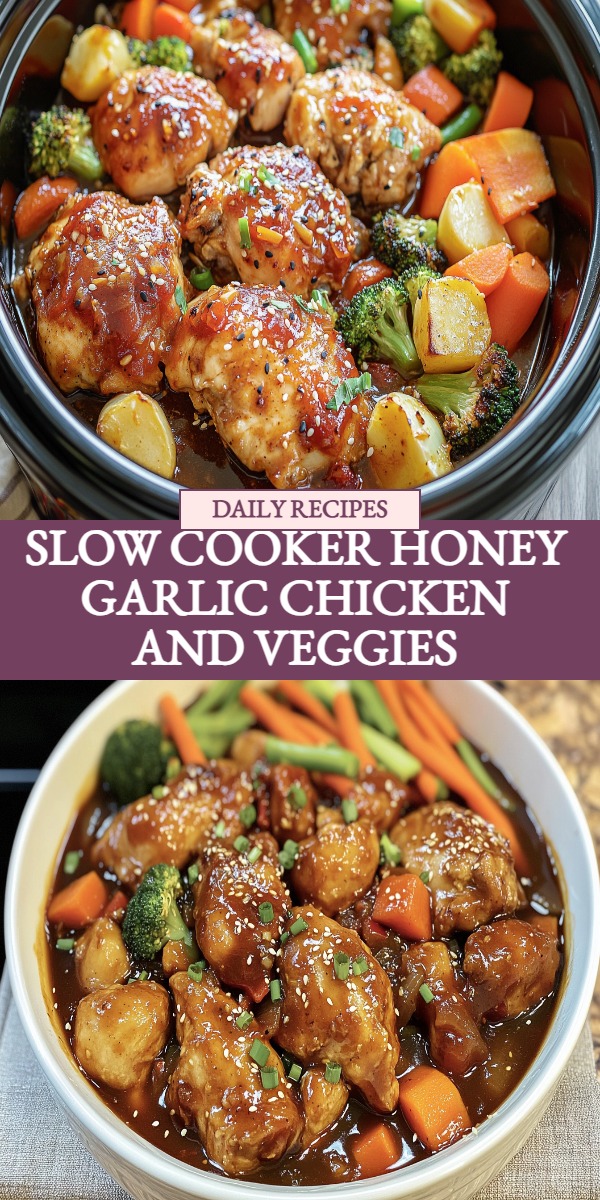 DAILY RECIPES
SLOW COOKER HONEY
GARLIC CHICKEN
AND VEGGIES